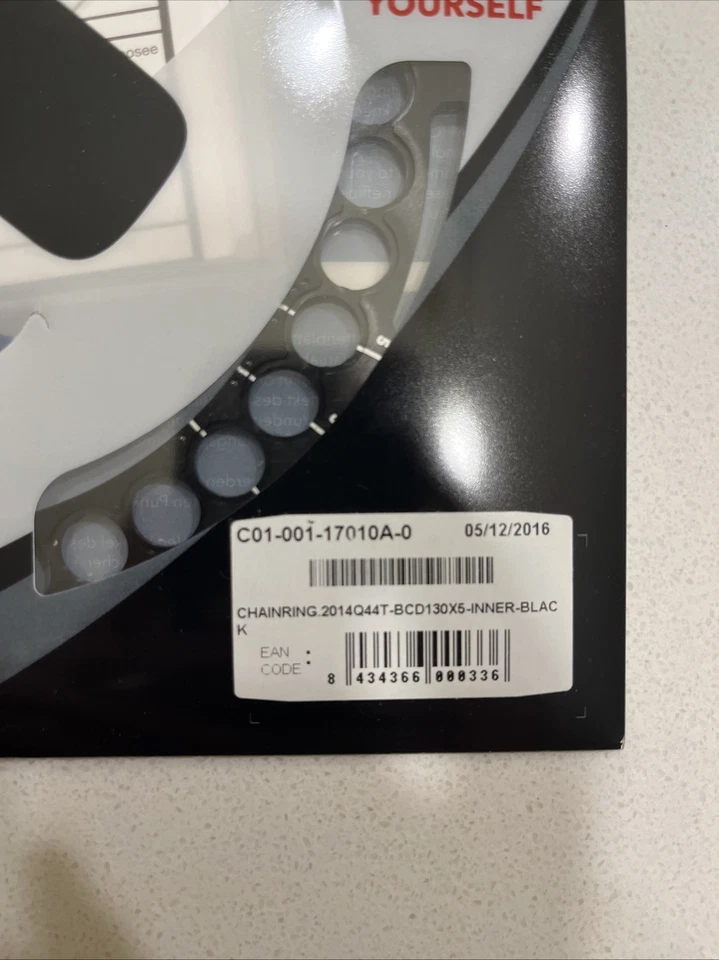 YOURSELF
C01-001-17010A-0 05/12/2016
CHAINRING.2014Q44T-BCD130X5-INNER-BLAC
K
EAN
CODE :
8 434366 000336